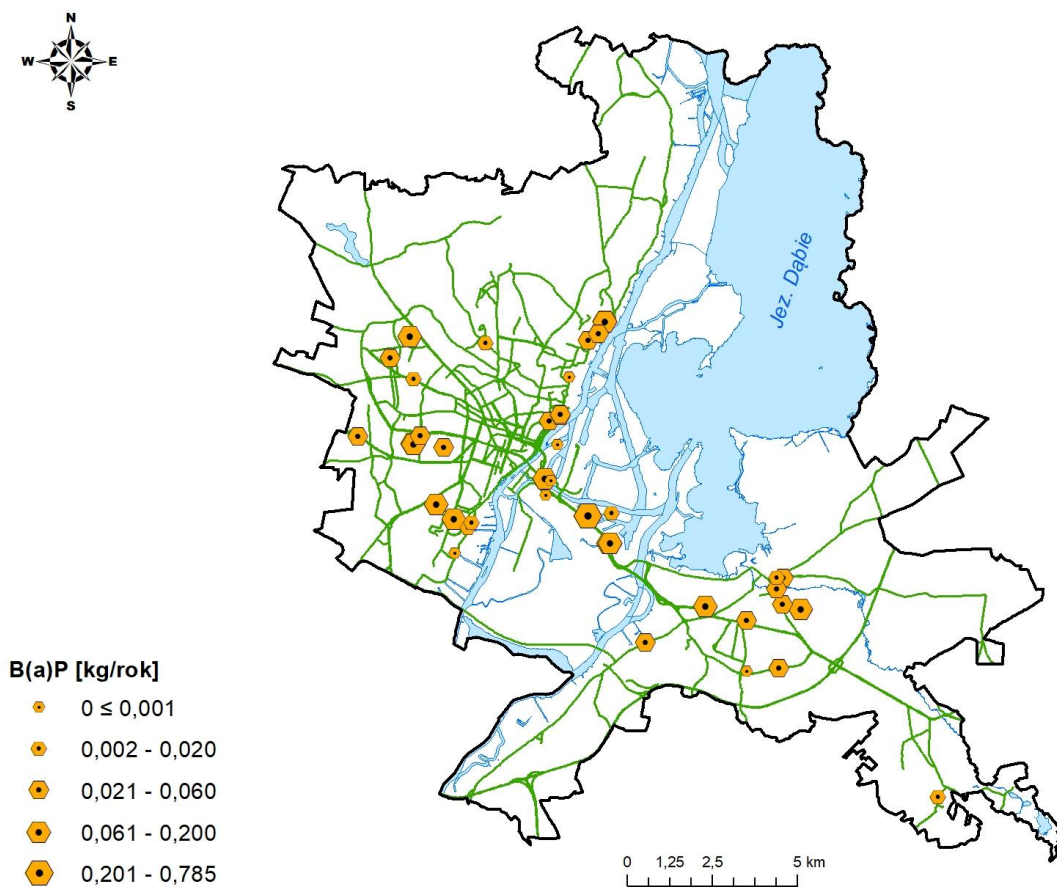 N
W E
S
Jez. Dąbie
B(a)P [kg/rok]
0 ≤ 0,001
0,002 - 0,020
0,021 - 0,060
0,061 - 0,200
0,201 - 0,785
0 1,25 2,5 5 km